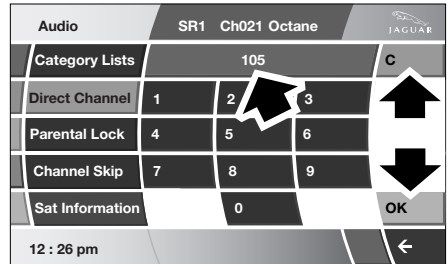 Audio SR1 Ch021 Octane JAGUAR
Category Lists 105 C
Direct Channel 1 2 3
Parental Lock 4 5 6
Channel Skip 7 8 9
Sat Information 0 OK
12 : 26 pm